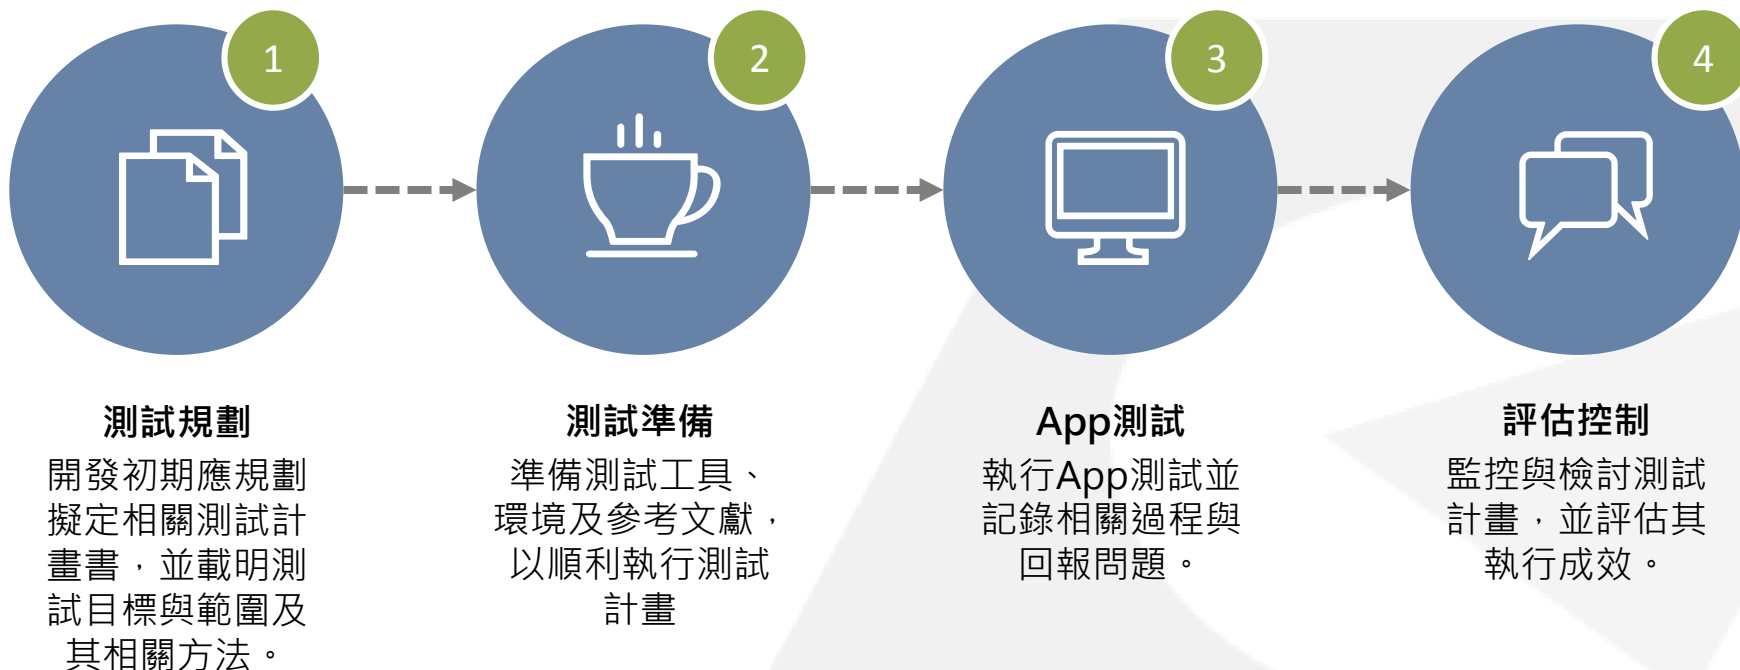 1
2
3
4
測試規劃
開發初期應規劃
擬定相關測試計
畫書，並載明測
試目標與範圍及
其相關方法。
測試準備
準備測試工具、
環境及參考文獻，
以順利執行測試
計畫
App測試
執行App測試並
記錄相關過程與
回報問題。
評估控制
監控與檢討測試
計畫，並評估其
執行成效。